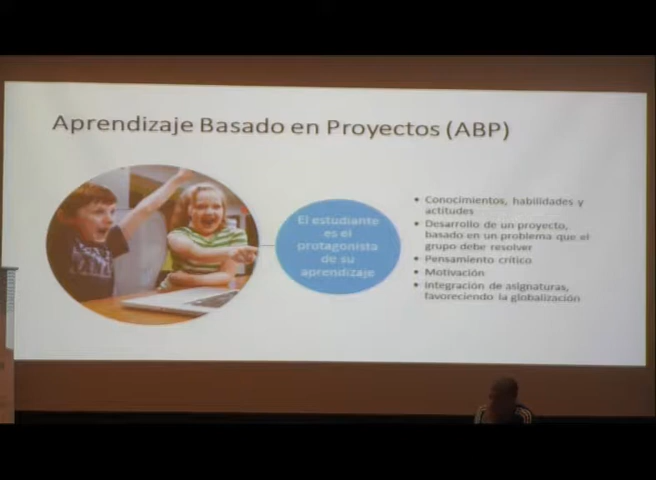 Aprendizaje Basado en Proyectos (ABP)
El estudiante
es el
protagonista
de su
aprendizaje
• Conocimientos, habilidades y
actitudes
• Desarrollo de un proyecto,
basado en un problema que el
grupo debe resolver
• Pensamiento crítico
• Motivación
• Integración de asignaturas,
favoreciendo la globalización